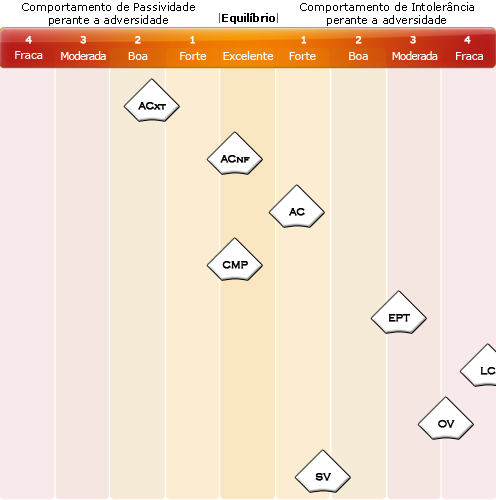 Comportamento de Passividade
perante a adversidade
|Equilíbrio|
Comportamento de Intolerância
perante a adversidade
4 3 2 1 1 2 3 4
Fraca Moderada Boa Forte Excelente Forte Boa Moderada Fraca
ACXT
ACNF
AC
CMP
EPT
LC
OV
SV